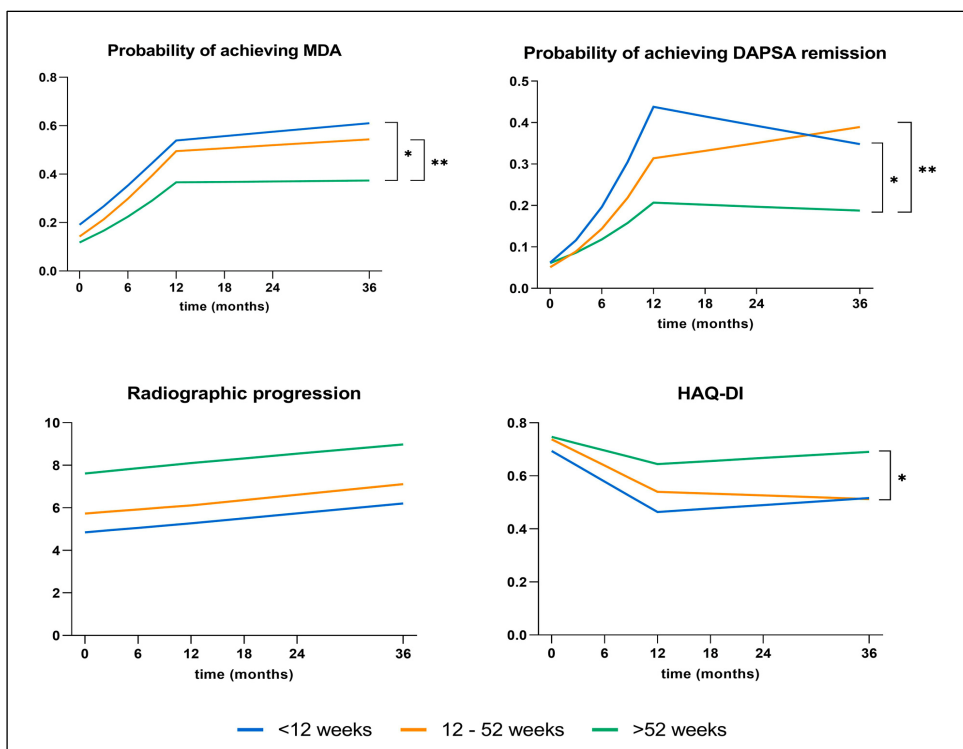 Probability of achieving MDA
0.8
0.6
0.4
0.2
0.0
* **
0 6 12 18 24 36
time (months)
Probability of achieving DAPSA remission
0.5
0.4
0.3
0.2
0.1
0.0
* **
0 6 12 18 24 36
time (months)
Radiographic progression
10
8
6
4
2
0
0 6 12 18 24 36
time (months)
HAQ-DI
0.8
0.6
0.4
0.2
0.0
*
0 6 12 18 24 36
time (months)
<12 weeks 12 - 52 weeks >52 weeks